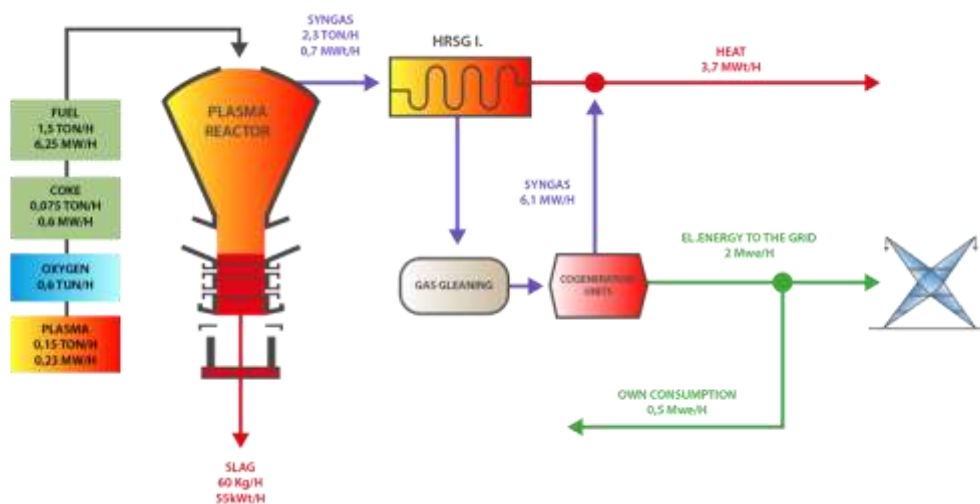 SYNGAS
2,3 TON/H
0,7 MWt/H
HRSG I.
HEAT
3,7 MWt/H
PLASMA
REACTOR
FUEL
1,5 TON/H
6,25 MW/H
COKE
0,075 TON/H
0,6 MW/H
OXYGEN
0,6 TUN/H
PLASMA
0,15 TON/H
0,23 MW/H
SYNGAS
6,1 MW/H
GAS GLEANING
COGENERATION
UNITS
EL.ENERGY TO THE GRID
2 Mwe/H
OWN CONSUMPTION
0,5 Mwe/H
SLAG
60 Kg/H
55kWt/H